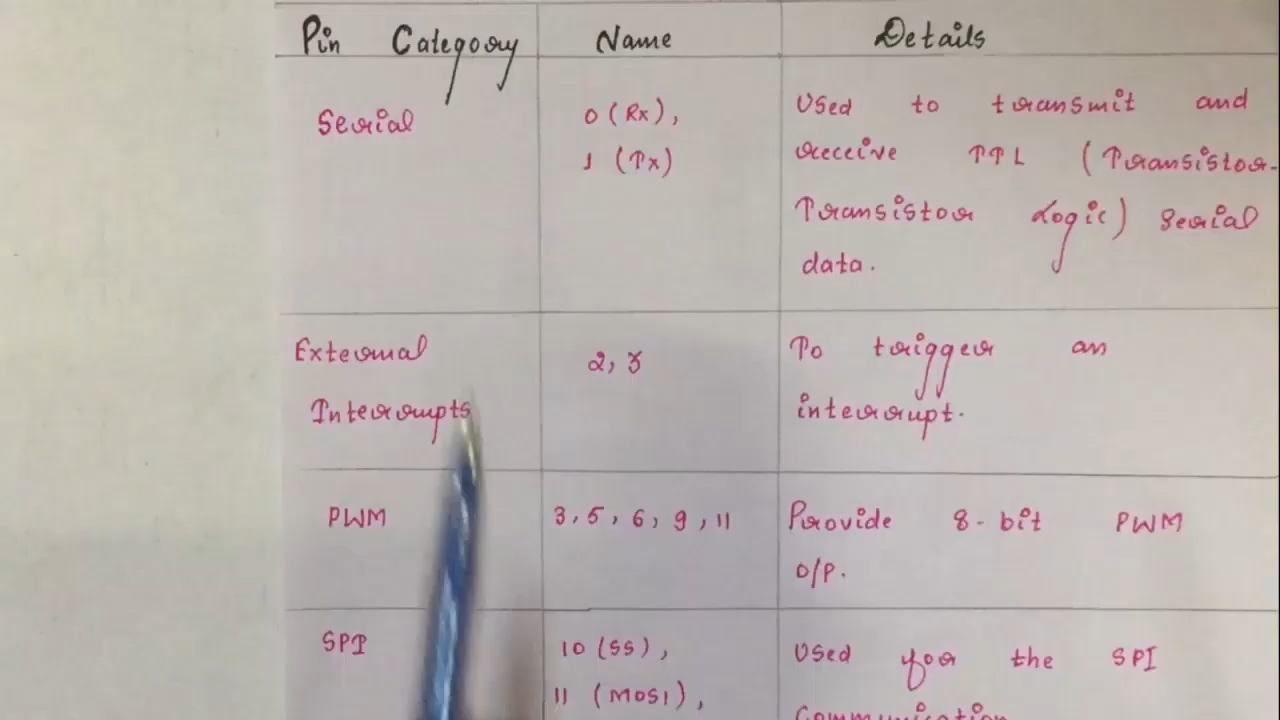 Pin Category Name Details
Serial
0 (Rx),
1 (Tx)
Used to transmit and
receive TTL (Transistor-
Transistor Logic) Serial
data.
External
Interrupts
2, 3
To trigger an
interrupt.
PWM
3, 5, 6, 9, 11
Provide 8-bit PWM
O/P.
SPI
10 (SS),
11 (MOSI),
Used for the SPI
Communication